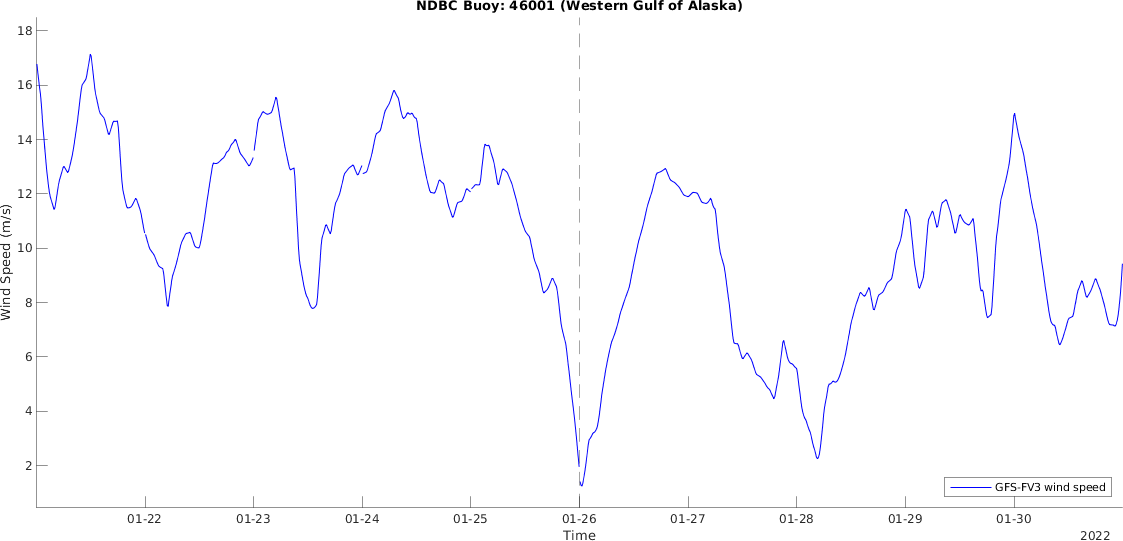 NDBC Buoy: 46001 (Western Gulf of Alaska)
18
16
14
12
10
8
6
4
2
Wind Speed (m/s)
GFS-FV3 wind speed
01-22 01-23 01-24 01-25 01-26 01-27 01-28 01-29 01-30
Time
2022